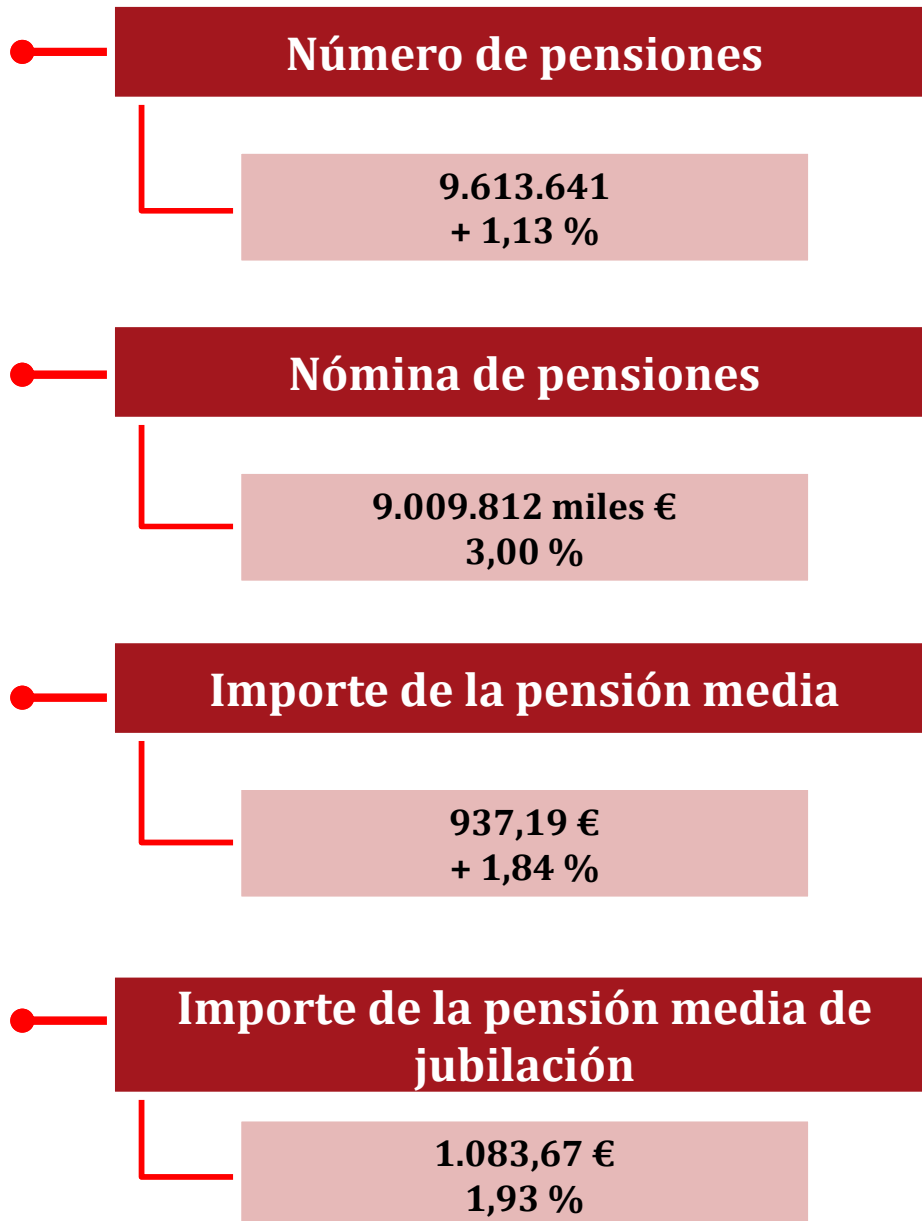 Número de pensiones
9.613.641
+ 1,13 %
Nómina de pensiones
9.009.812 miles €
3,00 %
Importe de la pensión media
937,19 €
+ 1,84 %
Importe de la pensión media de
jubilación
1.083,67 €
1,93 %